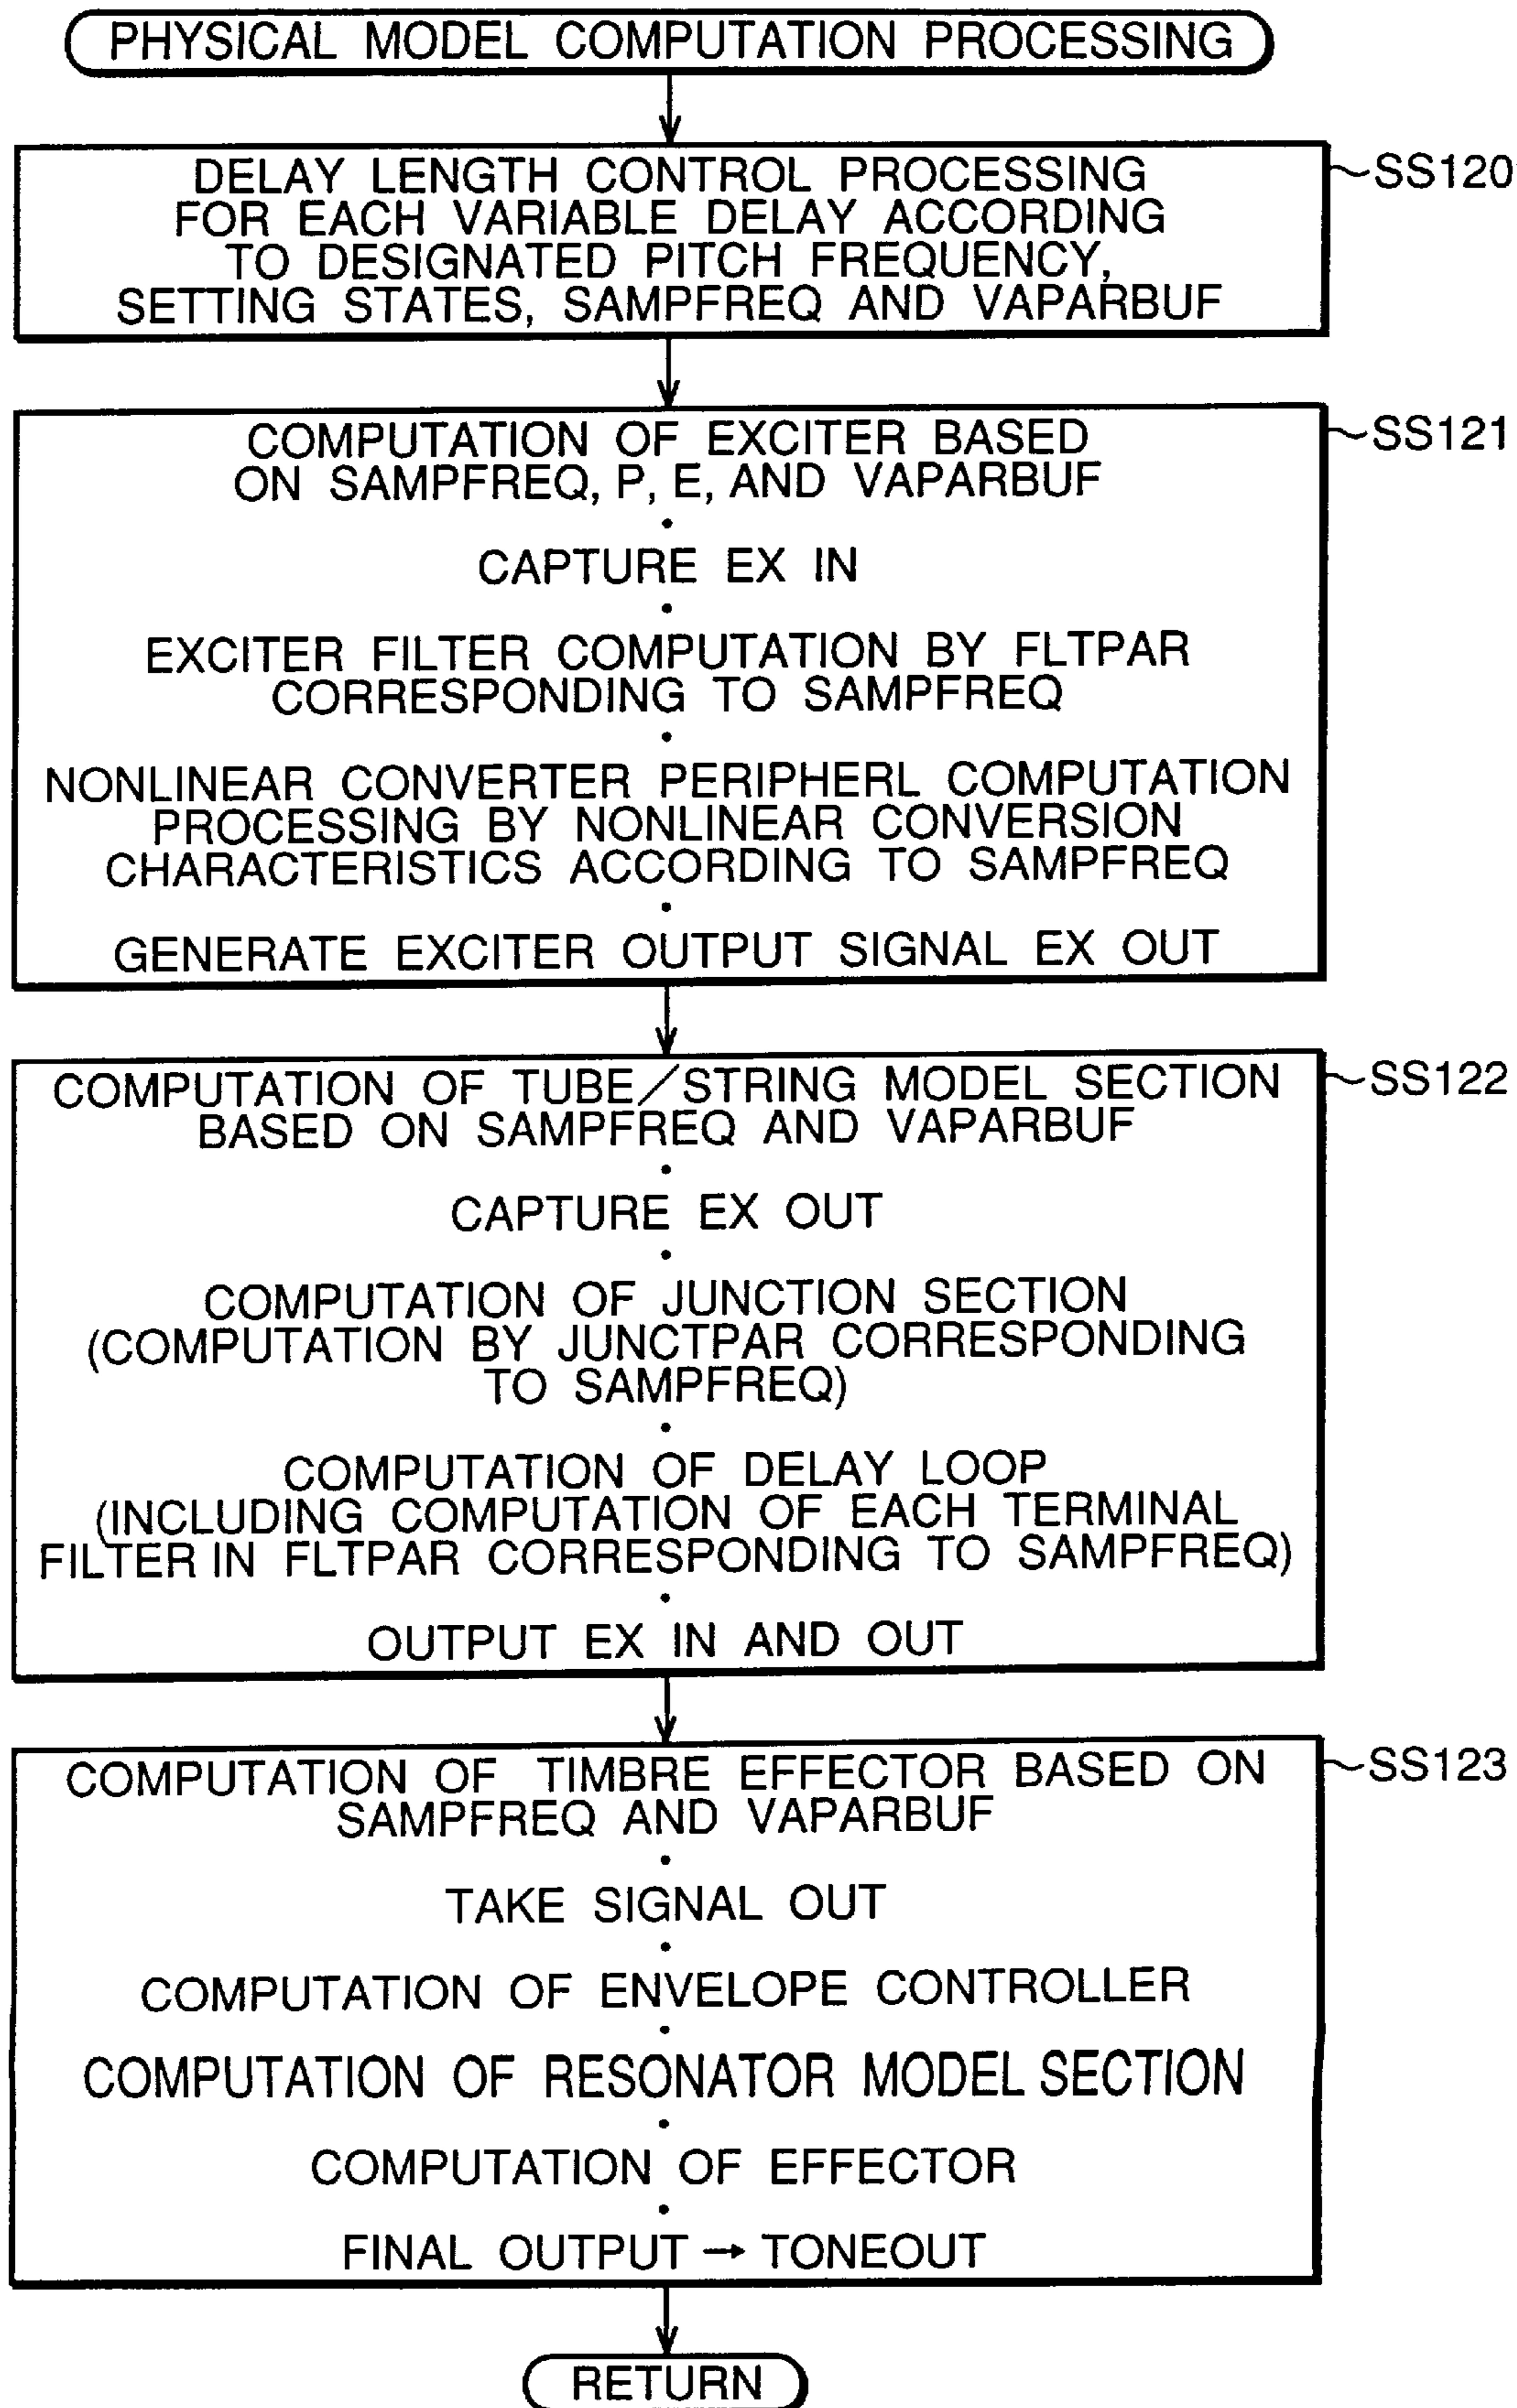 PHYSICAL MODEL COMPUTATION PROCESSING
DELAY LENGTH CONTROL PROCESSING
FOR EACH VARIABLE DELAY ACCORDING
TO DESIGNATED PITCH FREQUENCY,
SETTING STATES, SAMPFREQ AND VAPARBUF
SS120
COMPUTATION OF EXCITER BASED
ON SAMPFREQ, P, E, AND VAPARBUF
SS121
CAPTURE EX IN
EXCITER FILTER COMPUTATION BY FLTPAR
CORRESPONDING TO SAMPFREQ
NONLINEAR CONVERTER PERIPHERL COMPUTATION
PROCESSING BY NONLINEAR CONVERSION
CHARACTERISTICS ACCORDING TO SAMPFREQ
GENERATE EXCITER OUTPUT SIGNAL EX OUT
COMPUTATION OF TUBE/STRING MODEL SECTION
BASED ON SAMPFREQ AND VAPARBUF
SS122
CAPTURE EX OUT
COMPUTATION OF JUNCTION SECTION
(COMPUTATION BY JUNCTPAR CORRESPONDING
TO SAMPFREQ)
COMPUTATION OF DELAY LOOP
(INCLUDING COMPUTATION OF EACH TERMINAL
FILTER IN FLTPAR CORRESPONDING TO SAMPFREQ)
OUTPUT EX IN AND OUT
COMPUTATION OF TIMBRE EFFECTOR BASED ON
SAMPFREQ AND VAPARBUF
SS123
TAKE SIGNAL OUT
COMPUTATION OF ENVELOPE CONTROLLER
COMPUTATION OF RESONATOR MODEL SECTION
COMPUTATION OF EFFECTOR
FINAL OUTPUT → TONEOUT
RETURN